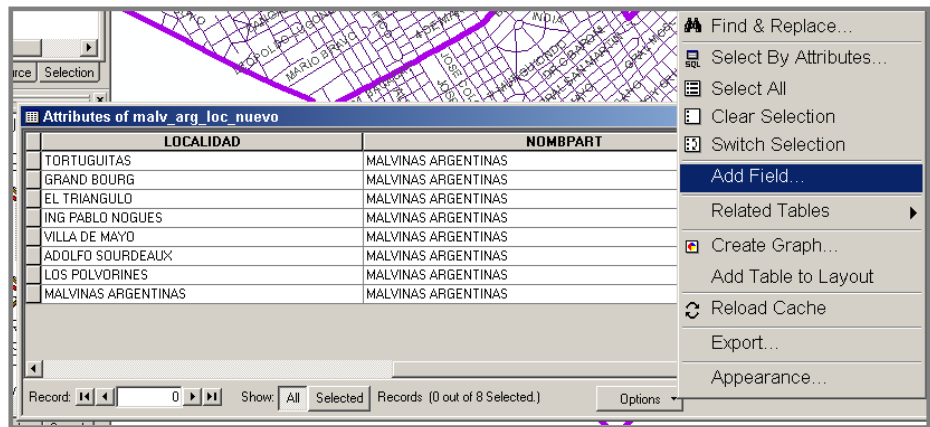 INDIA
MARIO BRAVO
Selection
Attributes of malv_arg_loc_nuevo
LOCALIDAD NOMBPART
TORTUGUITAS MALVINAS ARGENTINAS
GRAND BOURG MALVINAS ARGENTINAS
EL TRIANGULO MALVINAS ARGENTINAS
ING PABLO NOGUES MALVINAS ARGENTINAS
VILLA DE MAYO MALVINAS ARGENTINAS
ADOLFO SOURDEAUX MALVINAS ARGENTINAS
LOS POLVORINES MALVINAS ARGENTINAS
MALVINAS ARGENTINAS MALVINAS ARGENTINAS
Record: 0 Show: All Selected Records (0 out of 8 Selected.) Options
Find & Replace...
SQL Select By Attributes...
Select All
Clear Selection
Switch Selection
Add Field...
Related Tables
Create Graph...
Add Table to Layout
Reload Cache
Export...
Appearance...